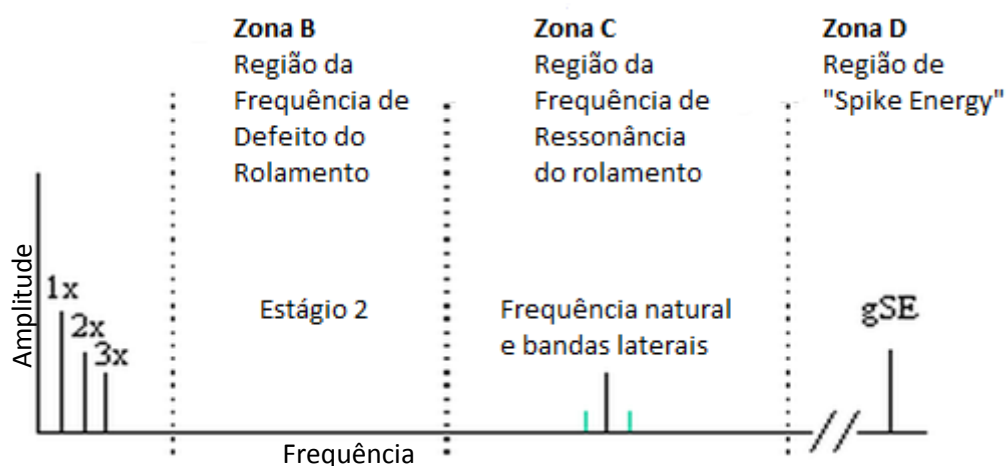 Zona B
Região da
Frequência de
Defeito do
Rolamento
Zona C
Região da
Frequência de
Ressonância
do rolamento
Zona D
Região de
"Spike Energy"
Amplitude
1x
2x
3x
Estágio 2
Frequência natural
e bandas laterais
gSE
Frequência